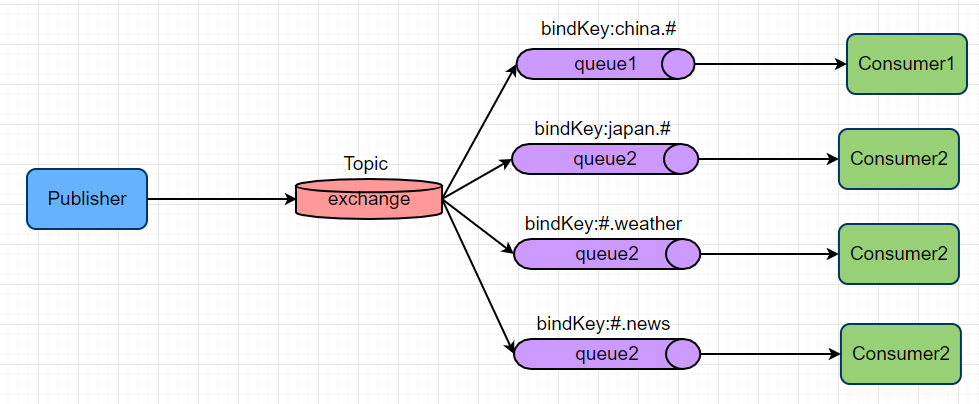 bindKey:china.#
queue1
Consumer1
bindKey:japan.#
queue2
Consumer2
Topic
Publisher
exchange
bindKey:#.weather
queue2
Consumer2
bindKey:#.news
queue2
Consumer2